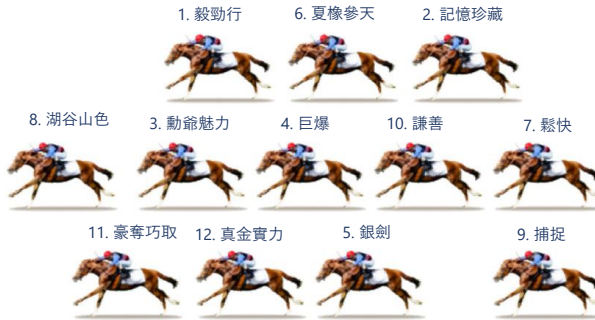 1. 毅勁行
6. 夏橡參天
2. 記憶珍藏
8. 湖谷山色
3. 勳爺魅力
4. 巨爆
10. 謙善
7. 鬆快
11. 豪奪巧取
12. 真金實力
5. 銀劍
9. 捕捉